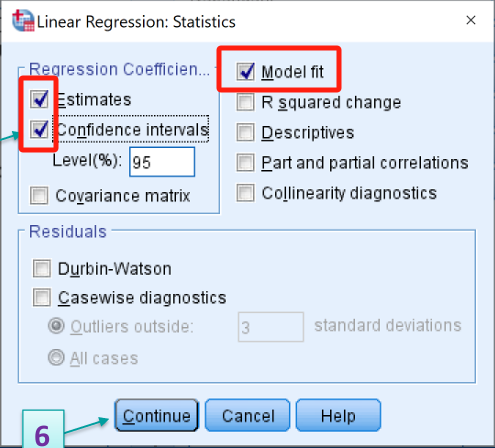 Linear Regression: Statistics
Regression Coefficien...
Estimates
Confidence intervals
Level(%): 95
Covariance matrix
Model fit
R squared change
Descriptives
Part and partial correlations
Collinearity diagnostics
Residuals
Durbin-Watson
Casewise diagnostics
Outliers outside: 3 standard deviations
All cases
6
Continue Cancel Help